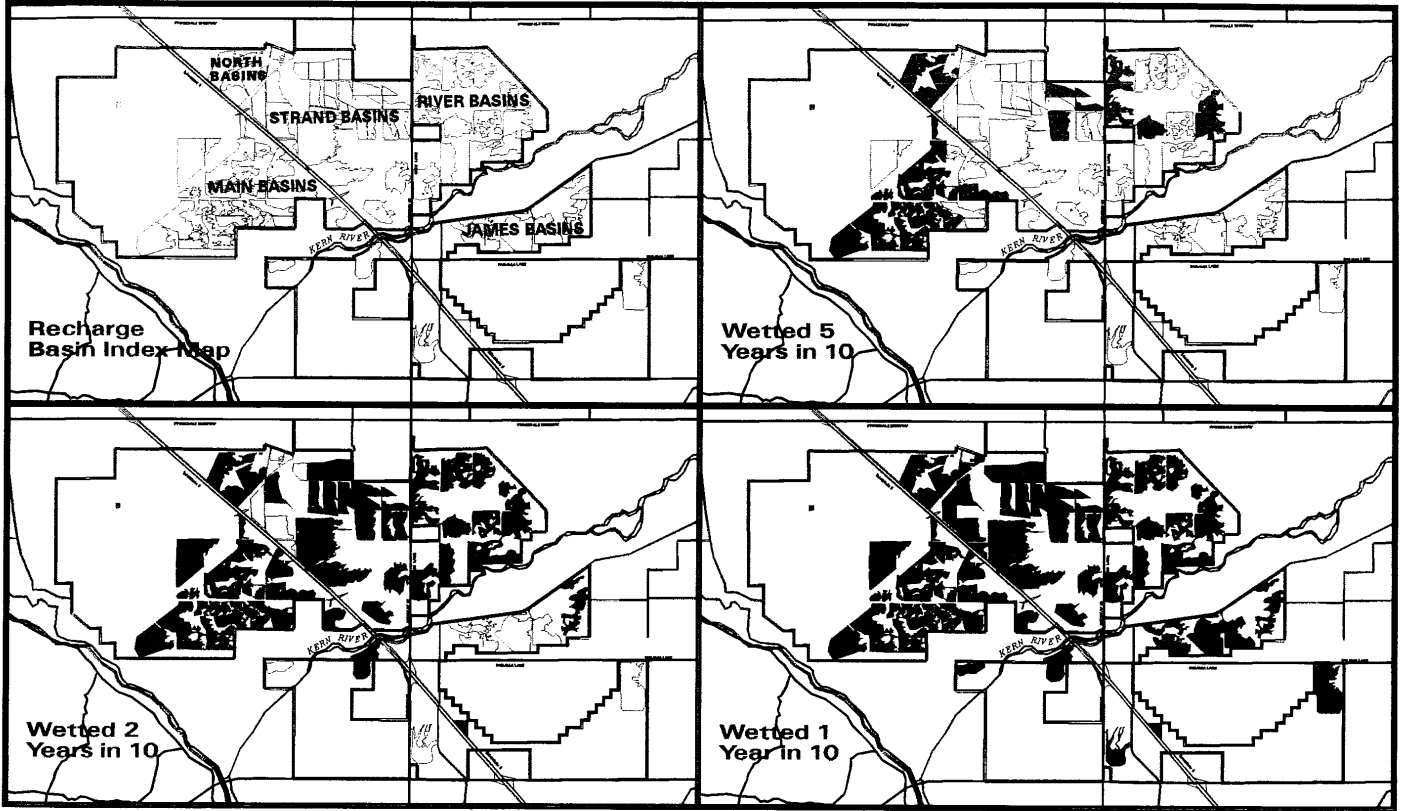 NORTH
BASINS
RIVER BASINS
STRAND BASINS
MAIN BASINS
JAMES BASINS
KERN RIVER
Recharge
Basin Index Map
KERN RIVER
Wetted 5
Years in 10
KERN RIVER
Wetted 2
Years in 10
KERN RIVER
Wetted 1
Year in 10